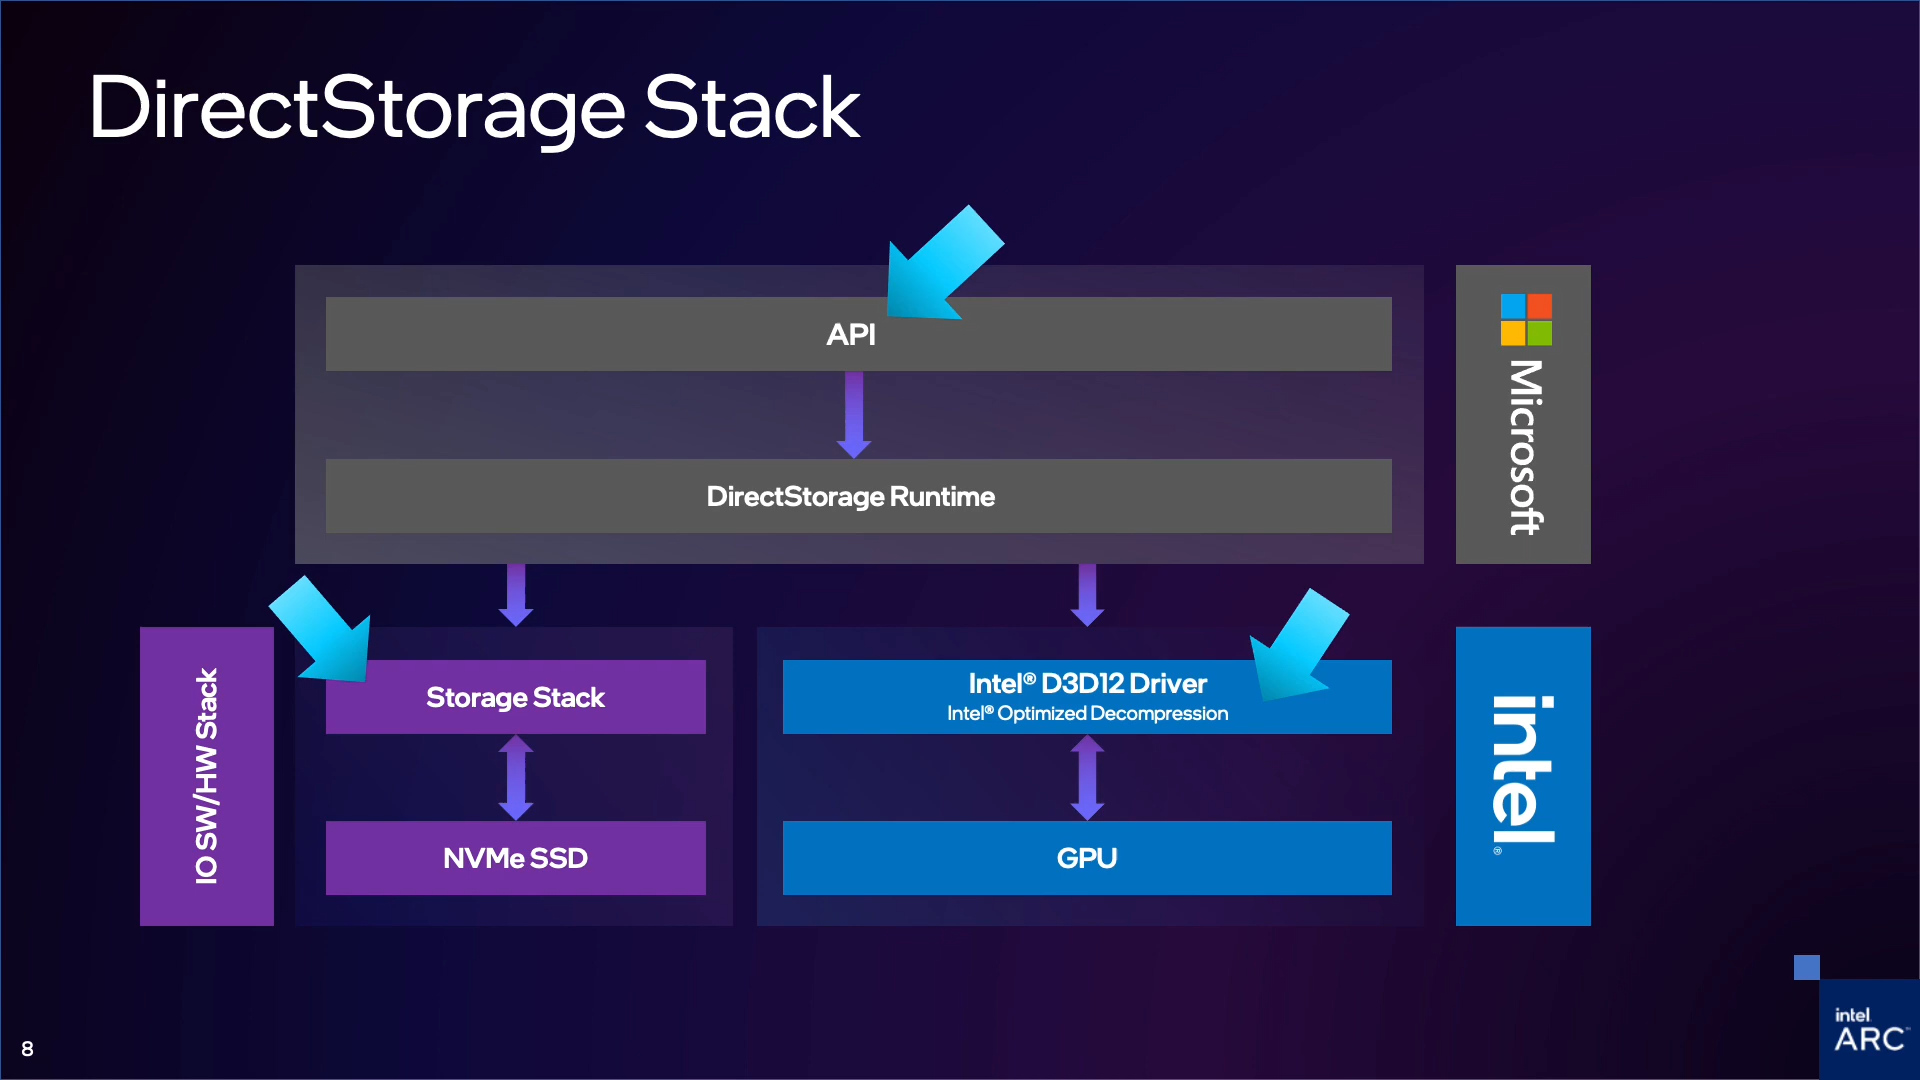 DirectStorage Stack
API
Microsoft
DirectStorage Runtime
IO SW/HW Stack
Storage Stack
Intel® D3D12 Driver
Intel® Optimized Decompression
intel®
NVMe SSD
GPU
8
intel
ARC™